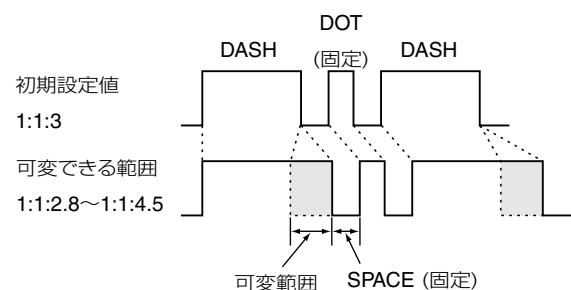 DOT
DASH (固定) DASH
初期設定値
1:1:3
可変できる範囲
1:1:2.8～1:1:4.5
可変範囲 SPACE (固定)